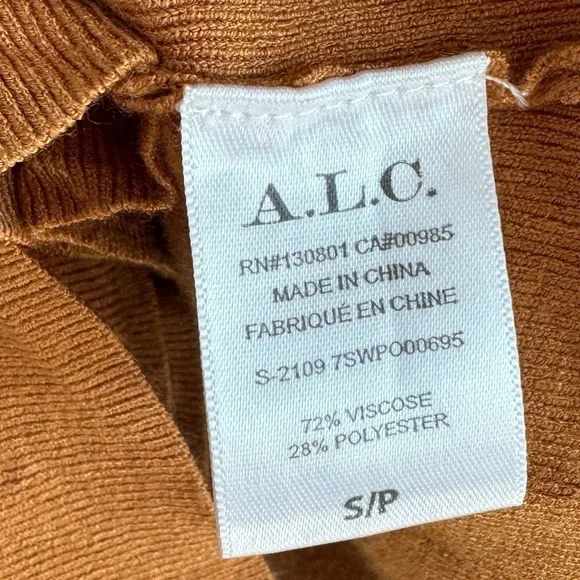 A.L.C.
RN#130801 CA#00985
MADE IN CHINA
FABRIQUÉ EN CHINE
S-2109 7SWPO00695
72% VISCOSE
28% POLYESTER
S/P